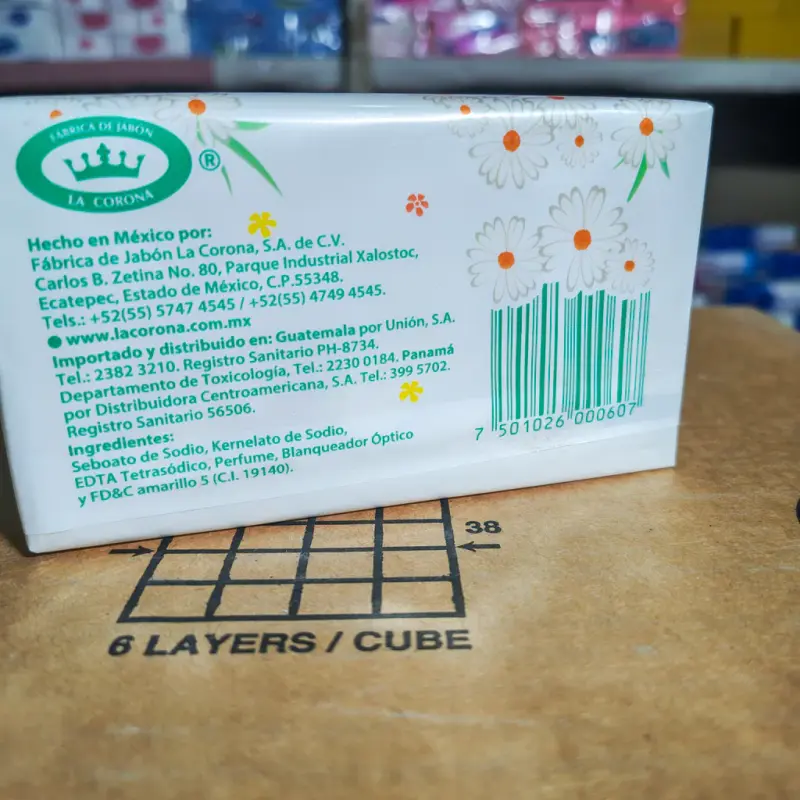 FÁBRICA DE JABÓN
LA CORONA
®
Hecho en México por:
Fábrica de Jabón La Corona, S.A. de C.V.
Carlos B. Zetina No. 80, Parque Industrial Xalostoc,
Ecatepec, Estado de México, C.P.55348.
Tels.: +52(55) 5747 4545 / +52(55) 4749 4545.
www.lacorona.com.mx
Importado y distribuido en: Guatemala por Unión, S.A.
Tel.: 2382 3210. Registro Sanitario PH-8734.
Departamento de Toxicología, Tel.: 2230 0184. Panamá
por Distribuidora Centroamericana, S.A. Tel.: 399 5702.
Registro Sanitario 56506.
Ingredientes:
Seboato de Sodio, Kernelato de Sodio,
EDTA Tetrasódico, Perfume, Blanqueador Óptico
y FD&C amarillo 5 (C.I. 19140).
7 501026 000607
38
6 LAYERS / CUBE